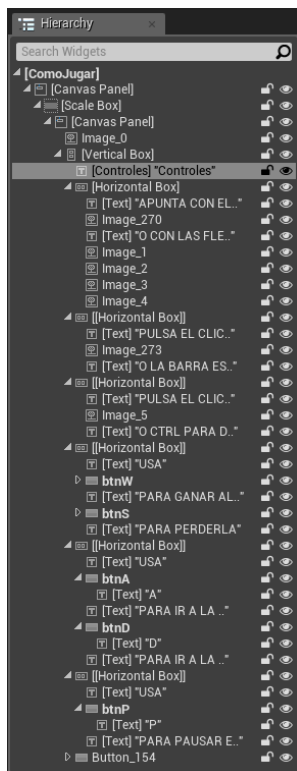 Hierarchy
Search Widgets
[ComoJugar]
[Canvas Panel]
[Scale Box]
[Canvas Panel]
Image_0
[Vertical Box]
[Controles] "Controles"
[Horizontal Box]
[Text] "APUNTA CON EL.."
Image_270
[Text] "O CON LAS FLE.."
Image_1
Image_2
Image_3
Image_4
[[Horizontal Box]]
[Text] "PULSA EL CLIC.."
Image_273
[Text] "O LA BARRA ES.."
[[Horizontal Box]]
[Text] "PULSA EL CLIC.."
Image_5
[Text] "O CTRL PARA D.."
[[Horizontal Box]]
[Text] "USA"
btnW
[Text] "PARA GANAR AL.."
btnS
[Text] "PARA PERDERLA"
[[Horizontal Box]]
[Text] "USA"
btnA
[Text] "A"
[Text] "PARA IR A LA .."
btnD
[Text] "D"
[Text] "PARA IR A LA .."
[[Horizontal Box]]
[Text] "USA"
btnP
[Text] "P"
[Text] "PARA PAUSAR E.."
Button_154